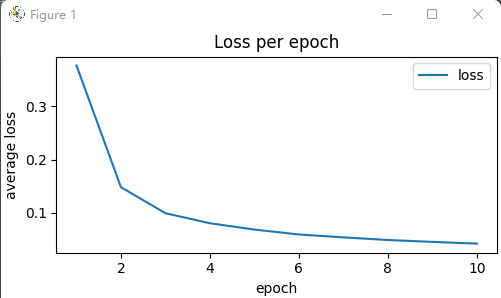 Figure 1
Loss per epoch
loss
average loss
0.3
0.2
0.1
2 4 6 8 10
epoch